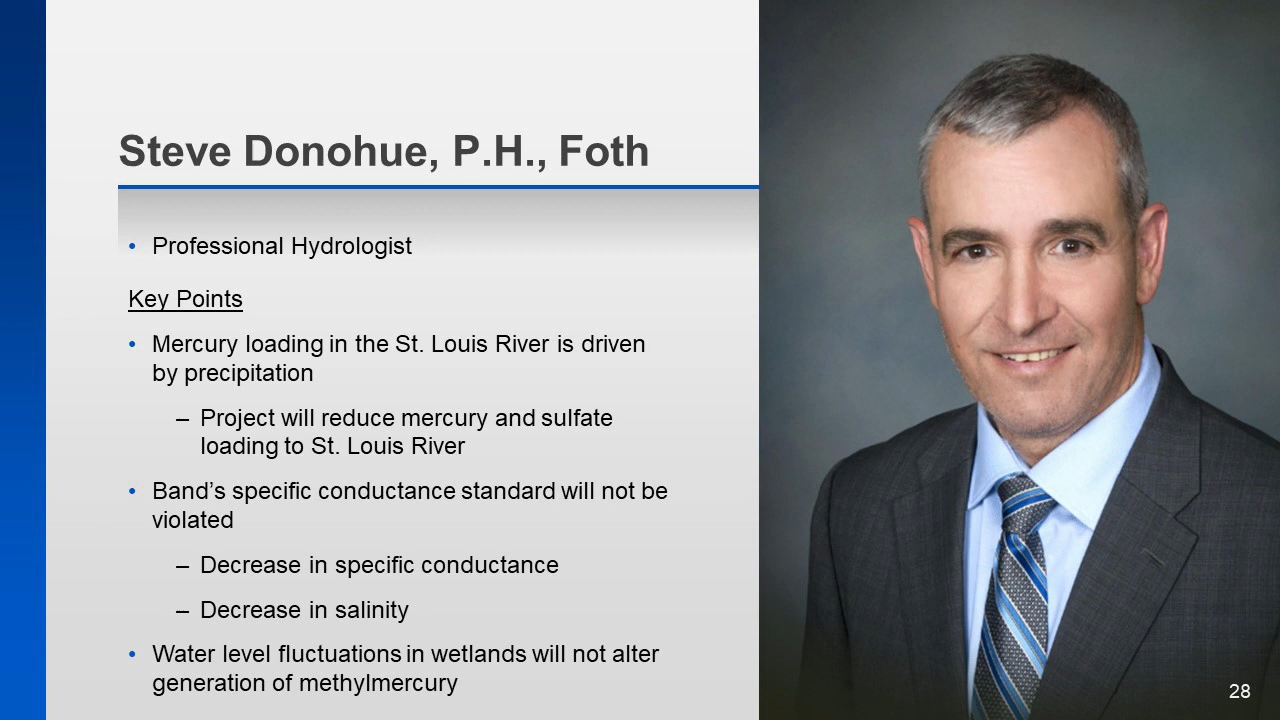 Steve Donohue, P.H., Foth
• Professional Hydrologist
Key Points
• Mercury loading in the St. Louis River is driven
by precipitation
– Project will reduce mercury and sulfate
loading to St. Louis River
• Band’s specific conductance standard will not be
violated
– Decrease in specific conductance
– Decrease in salinity
• Water level fluctuations in wetlands will not alter
generation of methylmercury
28